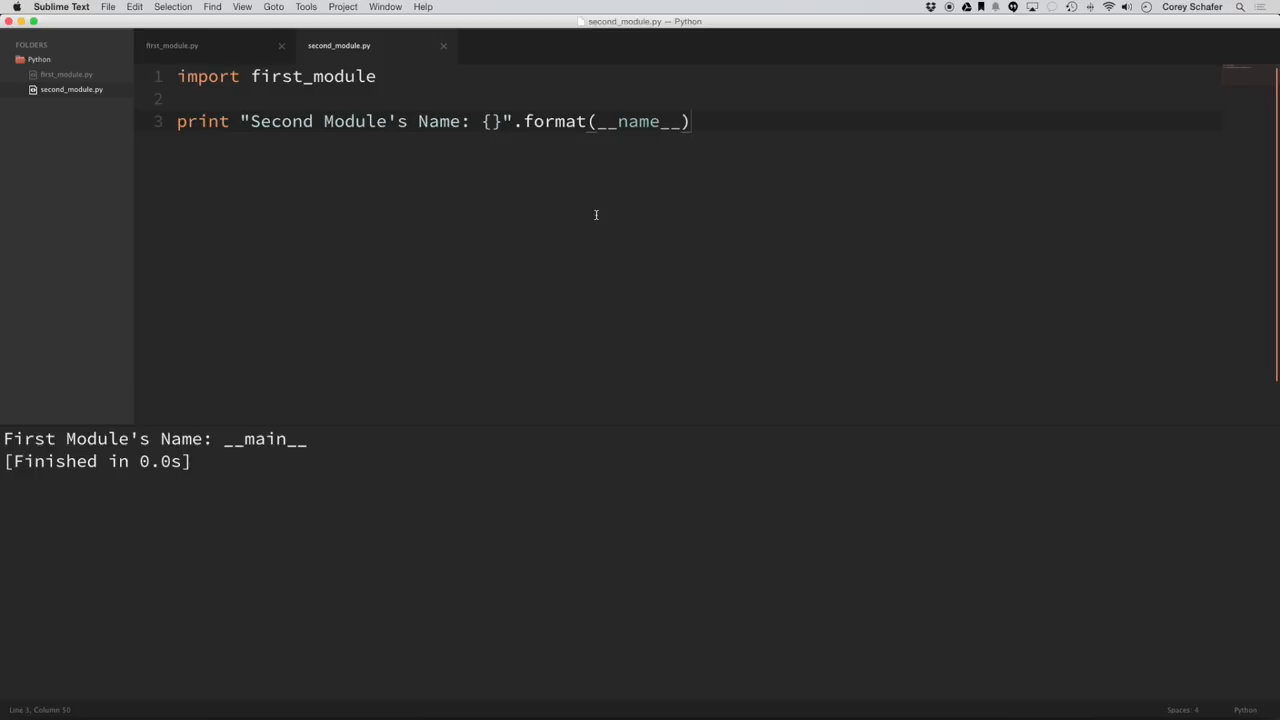 Sublime Text File Edit Selection Find View Goto Tools Project Window Help Corey Schafer
second_module.py — Python
FOLDERS
Python
first_module.py
second_module.py
first_module.py second_module.py
1 import first_module
2
3 print "Second Module's Name: {}".format(__name__)
First Module's Name: __main__
[Finished in 0.0s]
Line 3, Column 50 Spaces: 4 Python